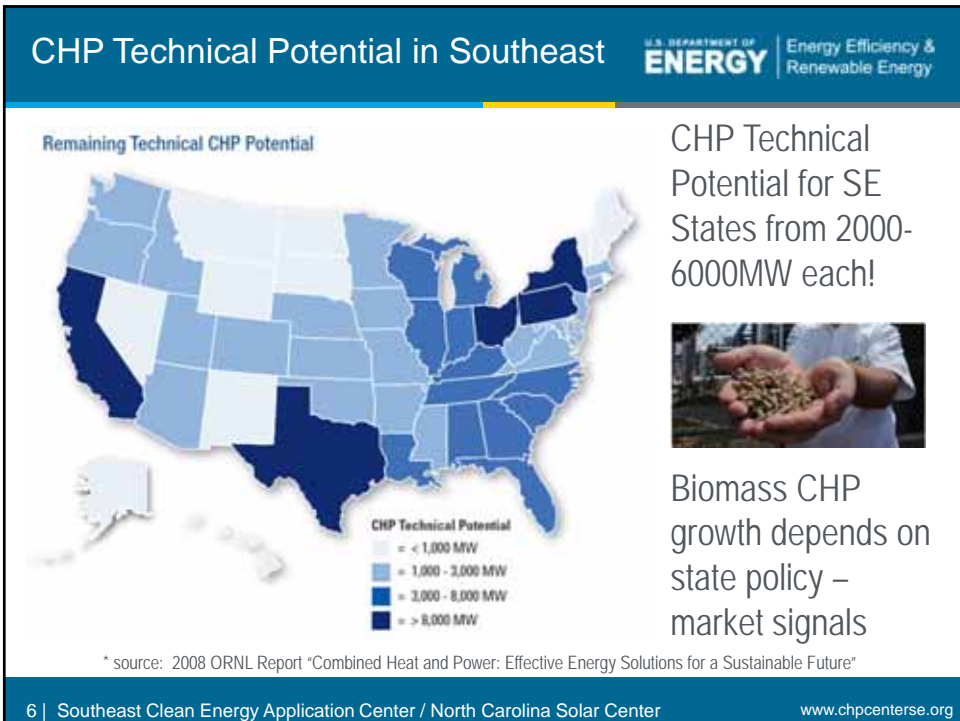 CHP Technical Potential in Southeast
U.S. DEPARTMENT OF
ENERGY
Energy Efficiency &
Renewable Energy
Remaining Technical CHP Potential
CHP Technical Potential
= < 1,000 MW
= 1,000 - 3,000 MW
= 3,000 - 8,000 MW
= > 8,000 MW
CHP Technical
Potential for SE
States from 2000-
6000MW each!
Biomass CHP
growth depends on
state policy –
market signals
* source: 2008 ORNL Report “Combined Heat and Power: Effective Energy Solutions for a Sustainable Future”
6 | Southeast Clean Energy Application Center / North Carolina Solar Center
www.chpcenterse.org